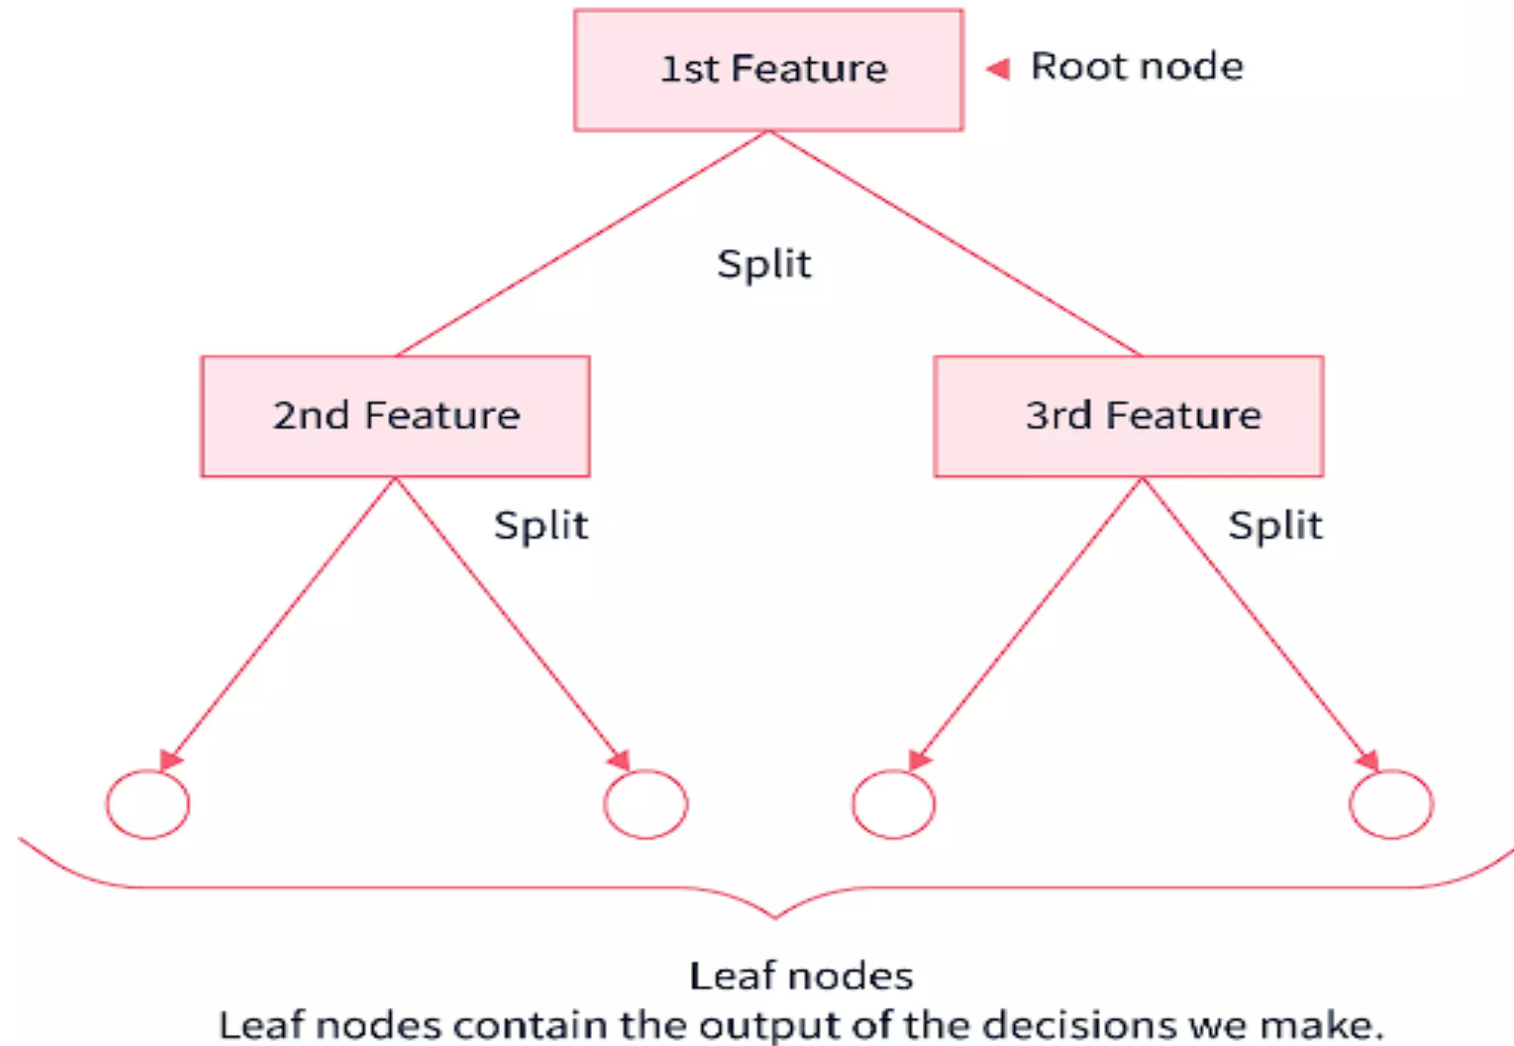 1st Feature
Root node
Split
2nd Feature
3rd Feature
Split
Split
Leaf nodes
Leaf nodes contain the output of the decisions we make.